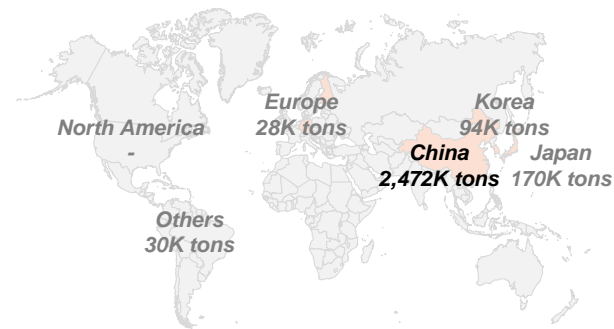 Europe
28K tons
Korea
94K tons
North America
-
China
2,472K tons
Japan
170K tons
Others
30K tons